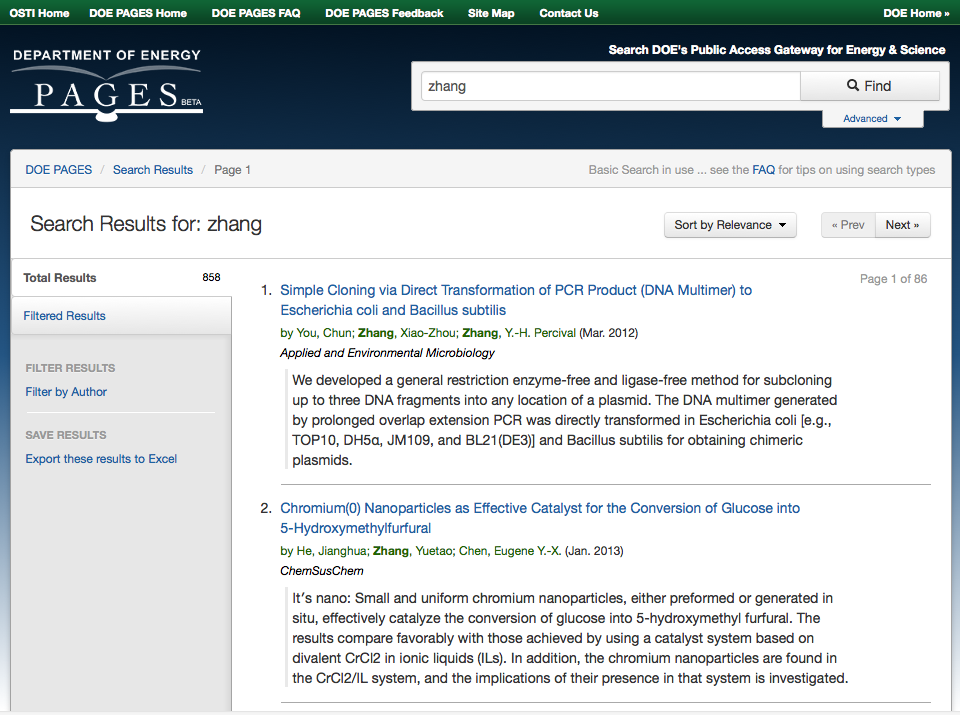 OSTI Home DOE PAGES Home DOE PAGES FAQ DOE PAGES Feedback Site Map Contact Us DOE Home »
DEPARTMENT OF ENERGY
PAGES BETA
Search DOE's Public Access Gateway for Energy & Science
zhang
Find
Advanced
DOE PAGES / Search Results / Page 1
Basic Search in use ... see the FAQ for tips on using search types
Search Results for: zhang
Sort by Relevance
« Prev Next »
Total Results 858
Filtered Results
FILTER RESULTS
Filter by Author
SAVE RESULTS
Export these results to Excel
Page 1 of 86
1. Simple Cloning via Direct Transformation of PCR Product (DNA Multimer) to
Escherichia coli and Bacillus subtilis
by You, Chun; Zhang, Xiao-Zhou; Zhang, Y.-H. Percival (Mar. 2012)
Applied and Environmental Microbiology
We developed a general restriction enzyme-free and ligase-free method for subcloning
up to three DNA fragments into any location of a plasmid. The DNA multimer generated
by prolonged overlap extension PCR was directly transformed in Escherichia coli [e.g.,
TOP10, DH5α, JM109, and BL21(DE3)] and Bacillus subtilis for obtaining chimeric
plasmids.
2. Chromium(0) Nanoparticles as Effective Catalyst for the Conversion of Glucose into
5-Hydroxymethylfurfural
by He, Jianghua; Zhang, Yuetao; Chen, Eugene Y.-X. (Jan. 2013)
ChemSusChem
It's nano: Small and uniform chromium nanoparticles, either preformed or generated in
situ, effectively catalyze the conversion of glucose into 5-hydroxymethyl furfural. The
results compare favorably with those achieved by using a catalyst system based on
divalent CrCl2 in ionic liquids (ILs). In addition, the chromium nanoparticles are found in
the CrCl2/IL system, and the implications of their presence in that system is investigated.